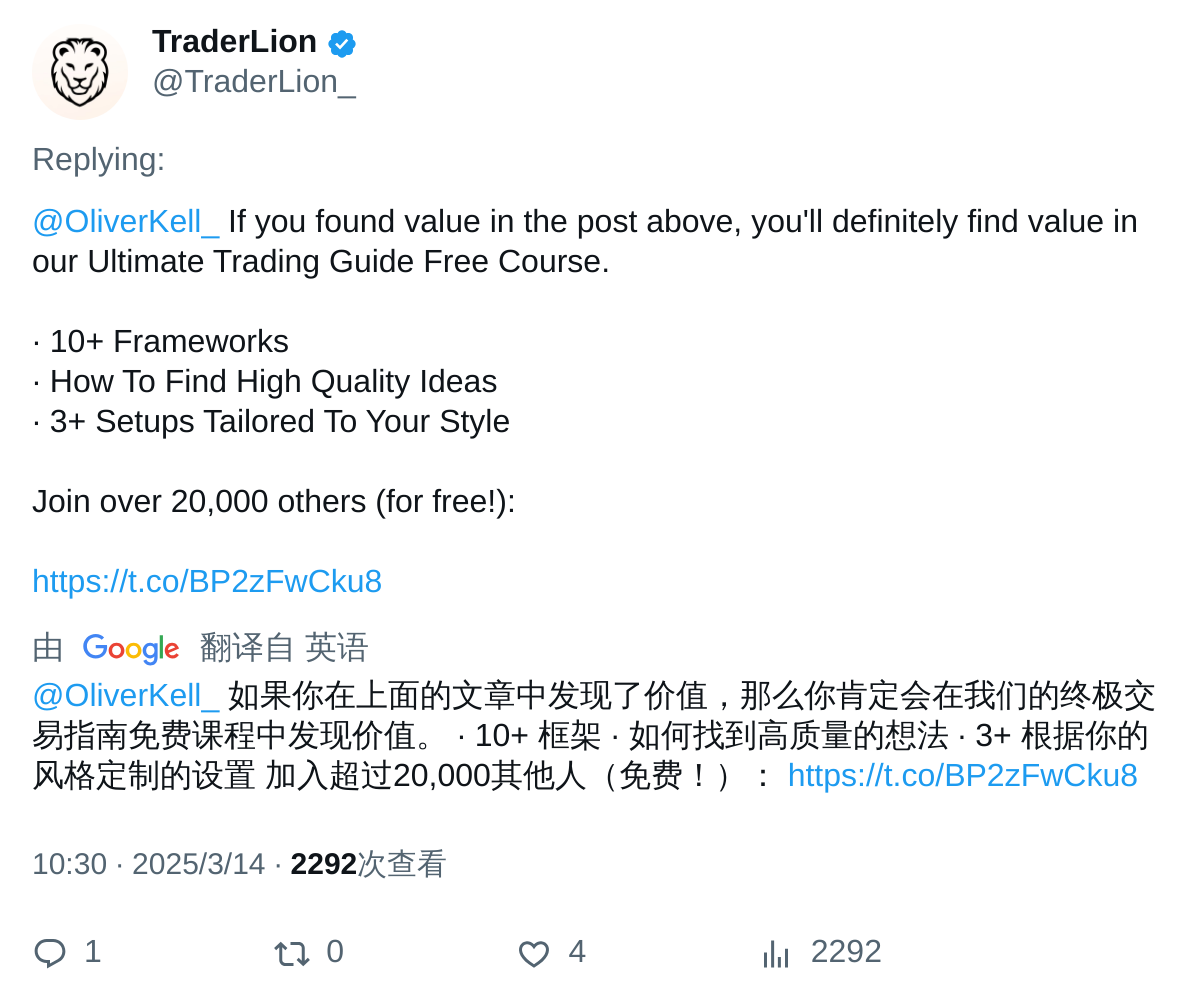 TraderLion
@TraderLion_
Replying:
@OliverKell_ If you found value in the post above, you'll definitely find value in
our Ultimate Trading Guide Free Course.
· 10+ Frameworks
· How To Find High Quality Ideas
· 3+ Setups Tailored To Your Style
Join over 20,000 others (for free!):
https://t.co/BP2zFwCku8
由 Google 翻译自 英语
@OliverKell_ 如果你在上面的文章中发现了价值，那么你肯定会在我们的终极交
易指南免费课程中发现价值。 · 10+ 框架 · 如何找到高质量的想法 · 3+ 根据你的
风格定制的设置 加入超过20,000其他人（免费！）： https://t.co/BP2zFwCku8
10:30 · 2025/3/14 · 2292次查看
1 0 4 2292